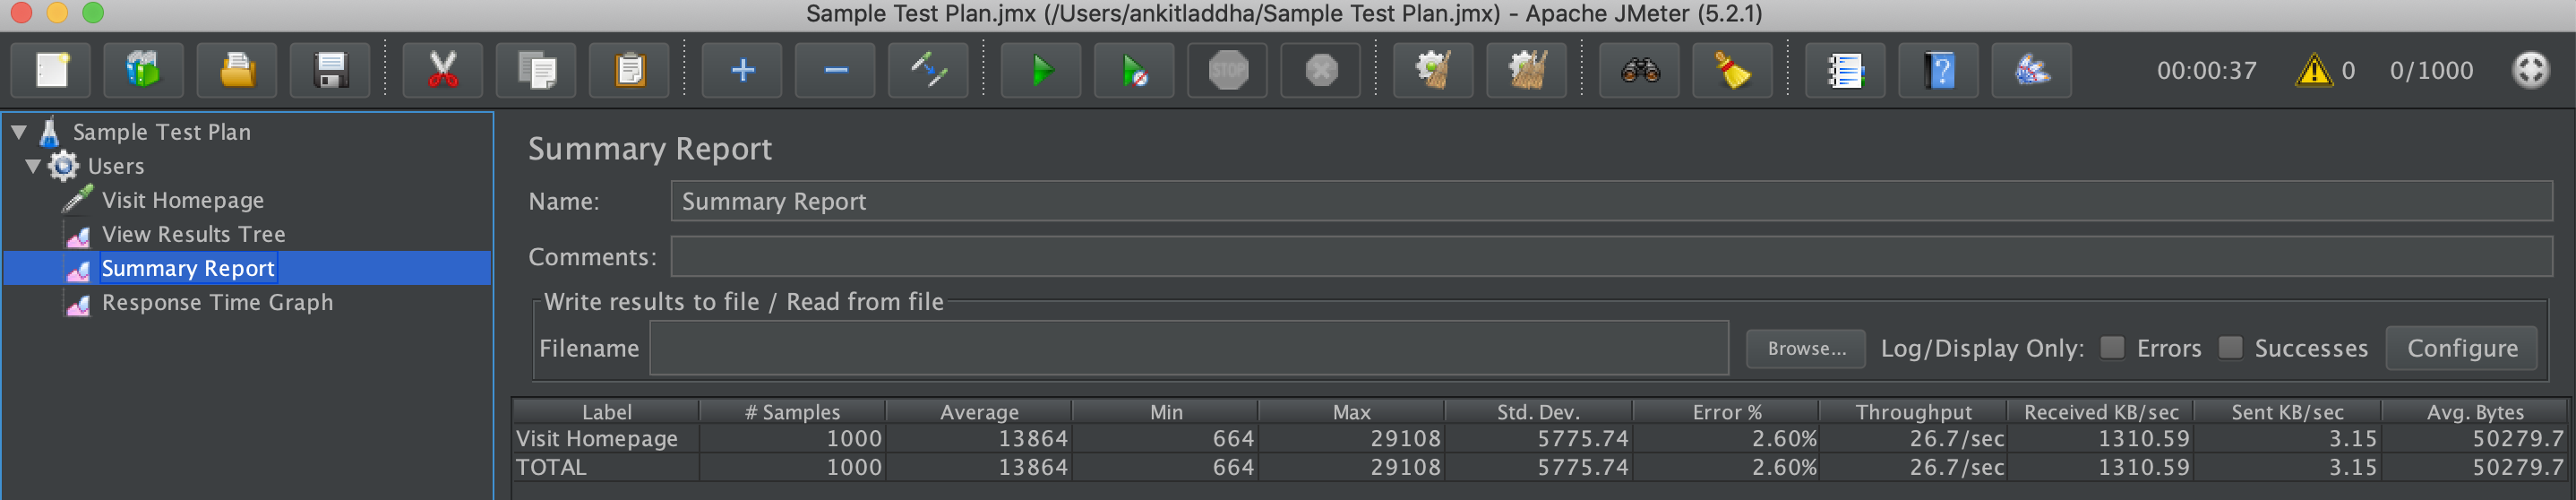 Sample Test Plan.jmx (/Users/ankitladdha/Sample Test Plan.jmx) - Apache JMeter (5.2.1)
STOP 00:00:37 0 0/1000
Sample Test Plan
Users
Visit Homepage
View Results Tree
Summary Report
Response Time Graph
Summary Report
Name: Summary Report
Comments:
Write results to file / Read from file
Filename Browse... Log/Display Only: Errors Successes Configure
Label # Samples Average Min Max Std. Dev. Error % Throughput Received KB/sec Sent KB/sec Avg. Bytes
Visit Homepage 1000 13864 664 29108 5775.74 2.60% 26.7/sec 1310.59 3.15 50279.7
TOTAL 1000 13864 664 29108 5775.74 2.60% 26.7/sec 1310.59 3.15 50279.7